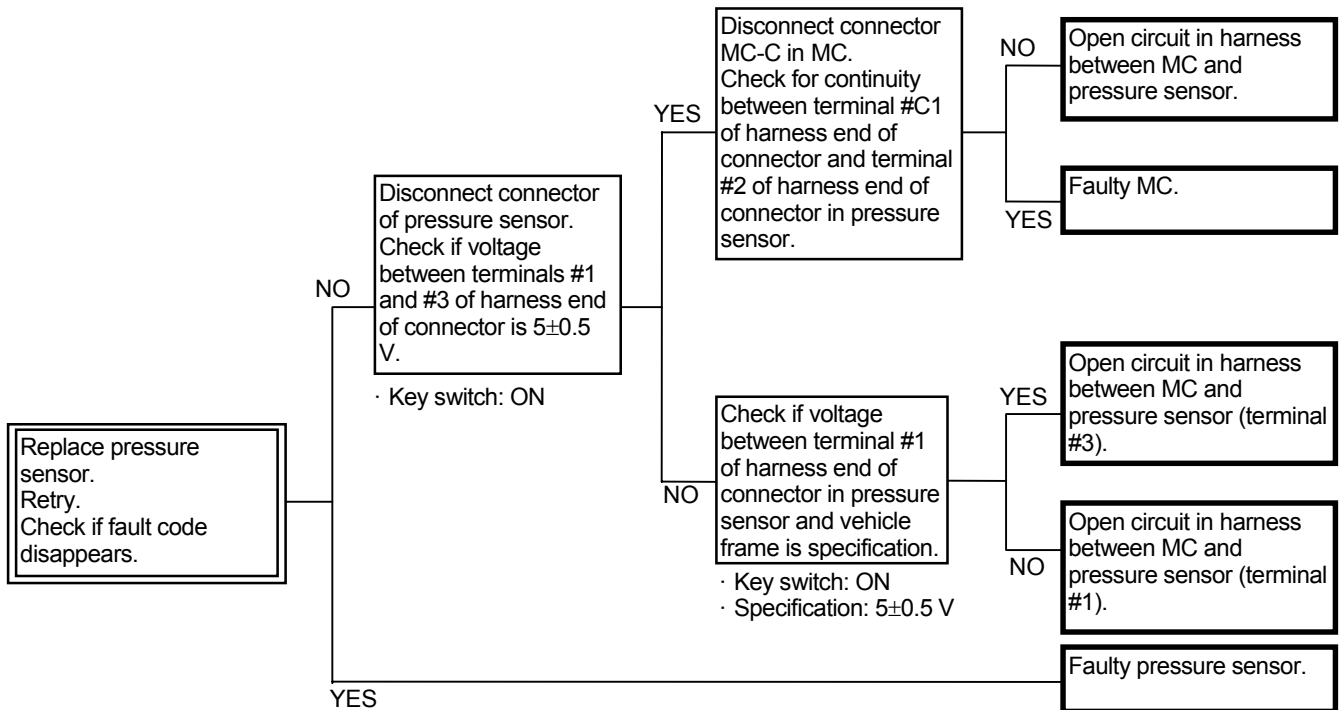 Replace pressure
sensor.
Retry.
Check if fault code
disappears.
NO
Disconnect connector
of pressure sensor.
Check if voltage
between terminals #1
and #3 of harness end
of connector is 5±0.5
V.
· Key switch: ON
YES
Disconnect connector
MC-C in MC.
Check for continuity
between terminal #C1
of harness end of
connector and terminal
#2 of harness end of
connector in pressure
sensor.
NO
Open circuit in harness
between MC and
pressure sensor.
YES
Faulty MC.
NO
Check if voltage
between terminal #1
of harness end of
connector in pressure
sensor and vehicle
frame is specification.
· Key switch: ON
· Specification: 5±0.5 V
YES
Open circuit in harness
between MC and
pressure sensor (terminal
#3).
NO
Open circuit in harness
between MC and
pressure sensor (terminal
#1).
YES
Faulty pressure sensor.